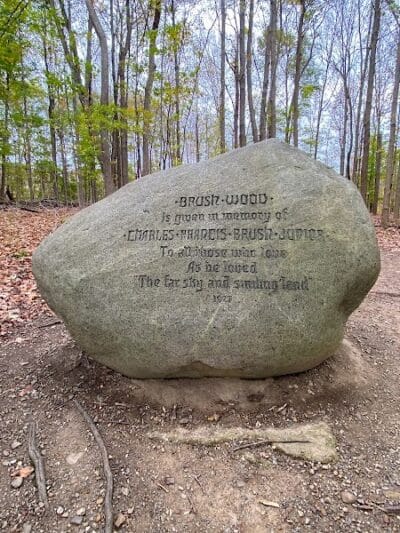 ·BRUSH·WOOD·
is given in memory of
·CHARLES·FRANCIS·BRUSH·JUNIOR·
To all those who love
As he loved
"The far sky and smiling land"
1927